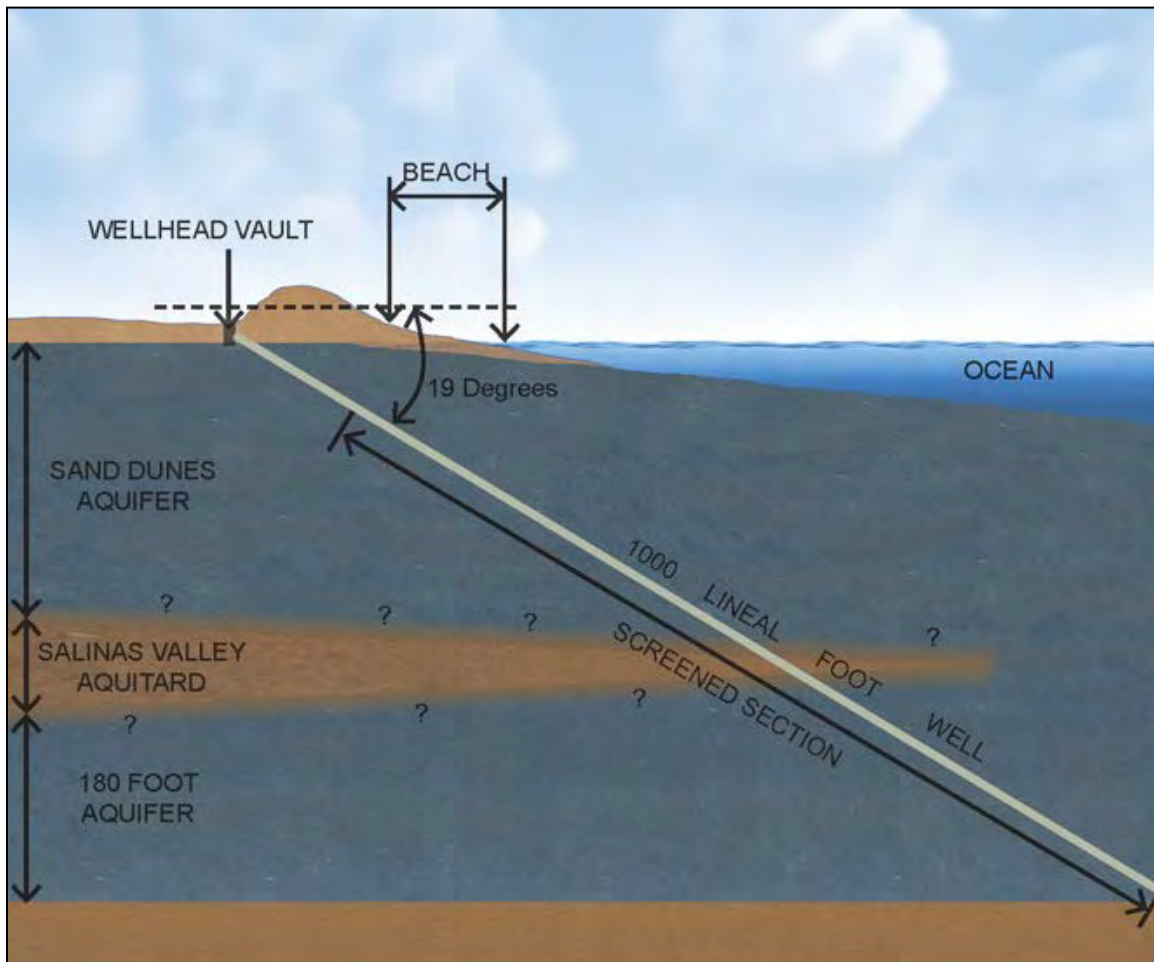 BEACH
WELLHEAD VAULT
19 Degrees
OCEAN
SAND DUNES
AQUIFER
1000 LINEAL FOOT WELL
SCREENED SECTION
? ? ? ?
SALINAS VALLEY
AQUITARD
? ? ?
180 FOOT
AQUIFER